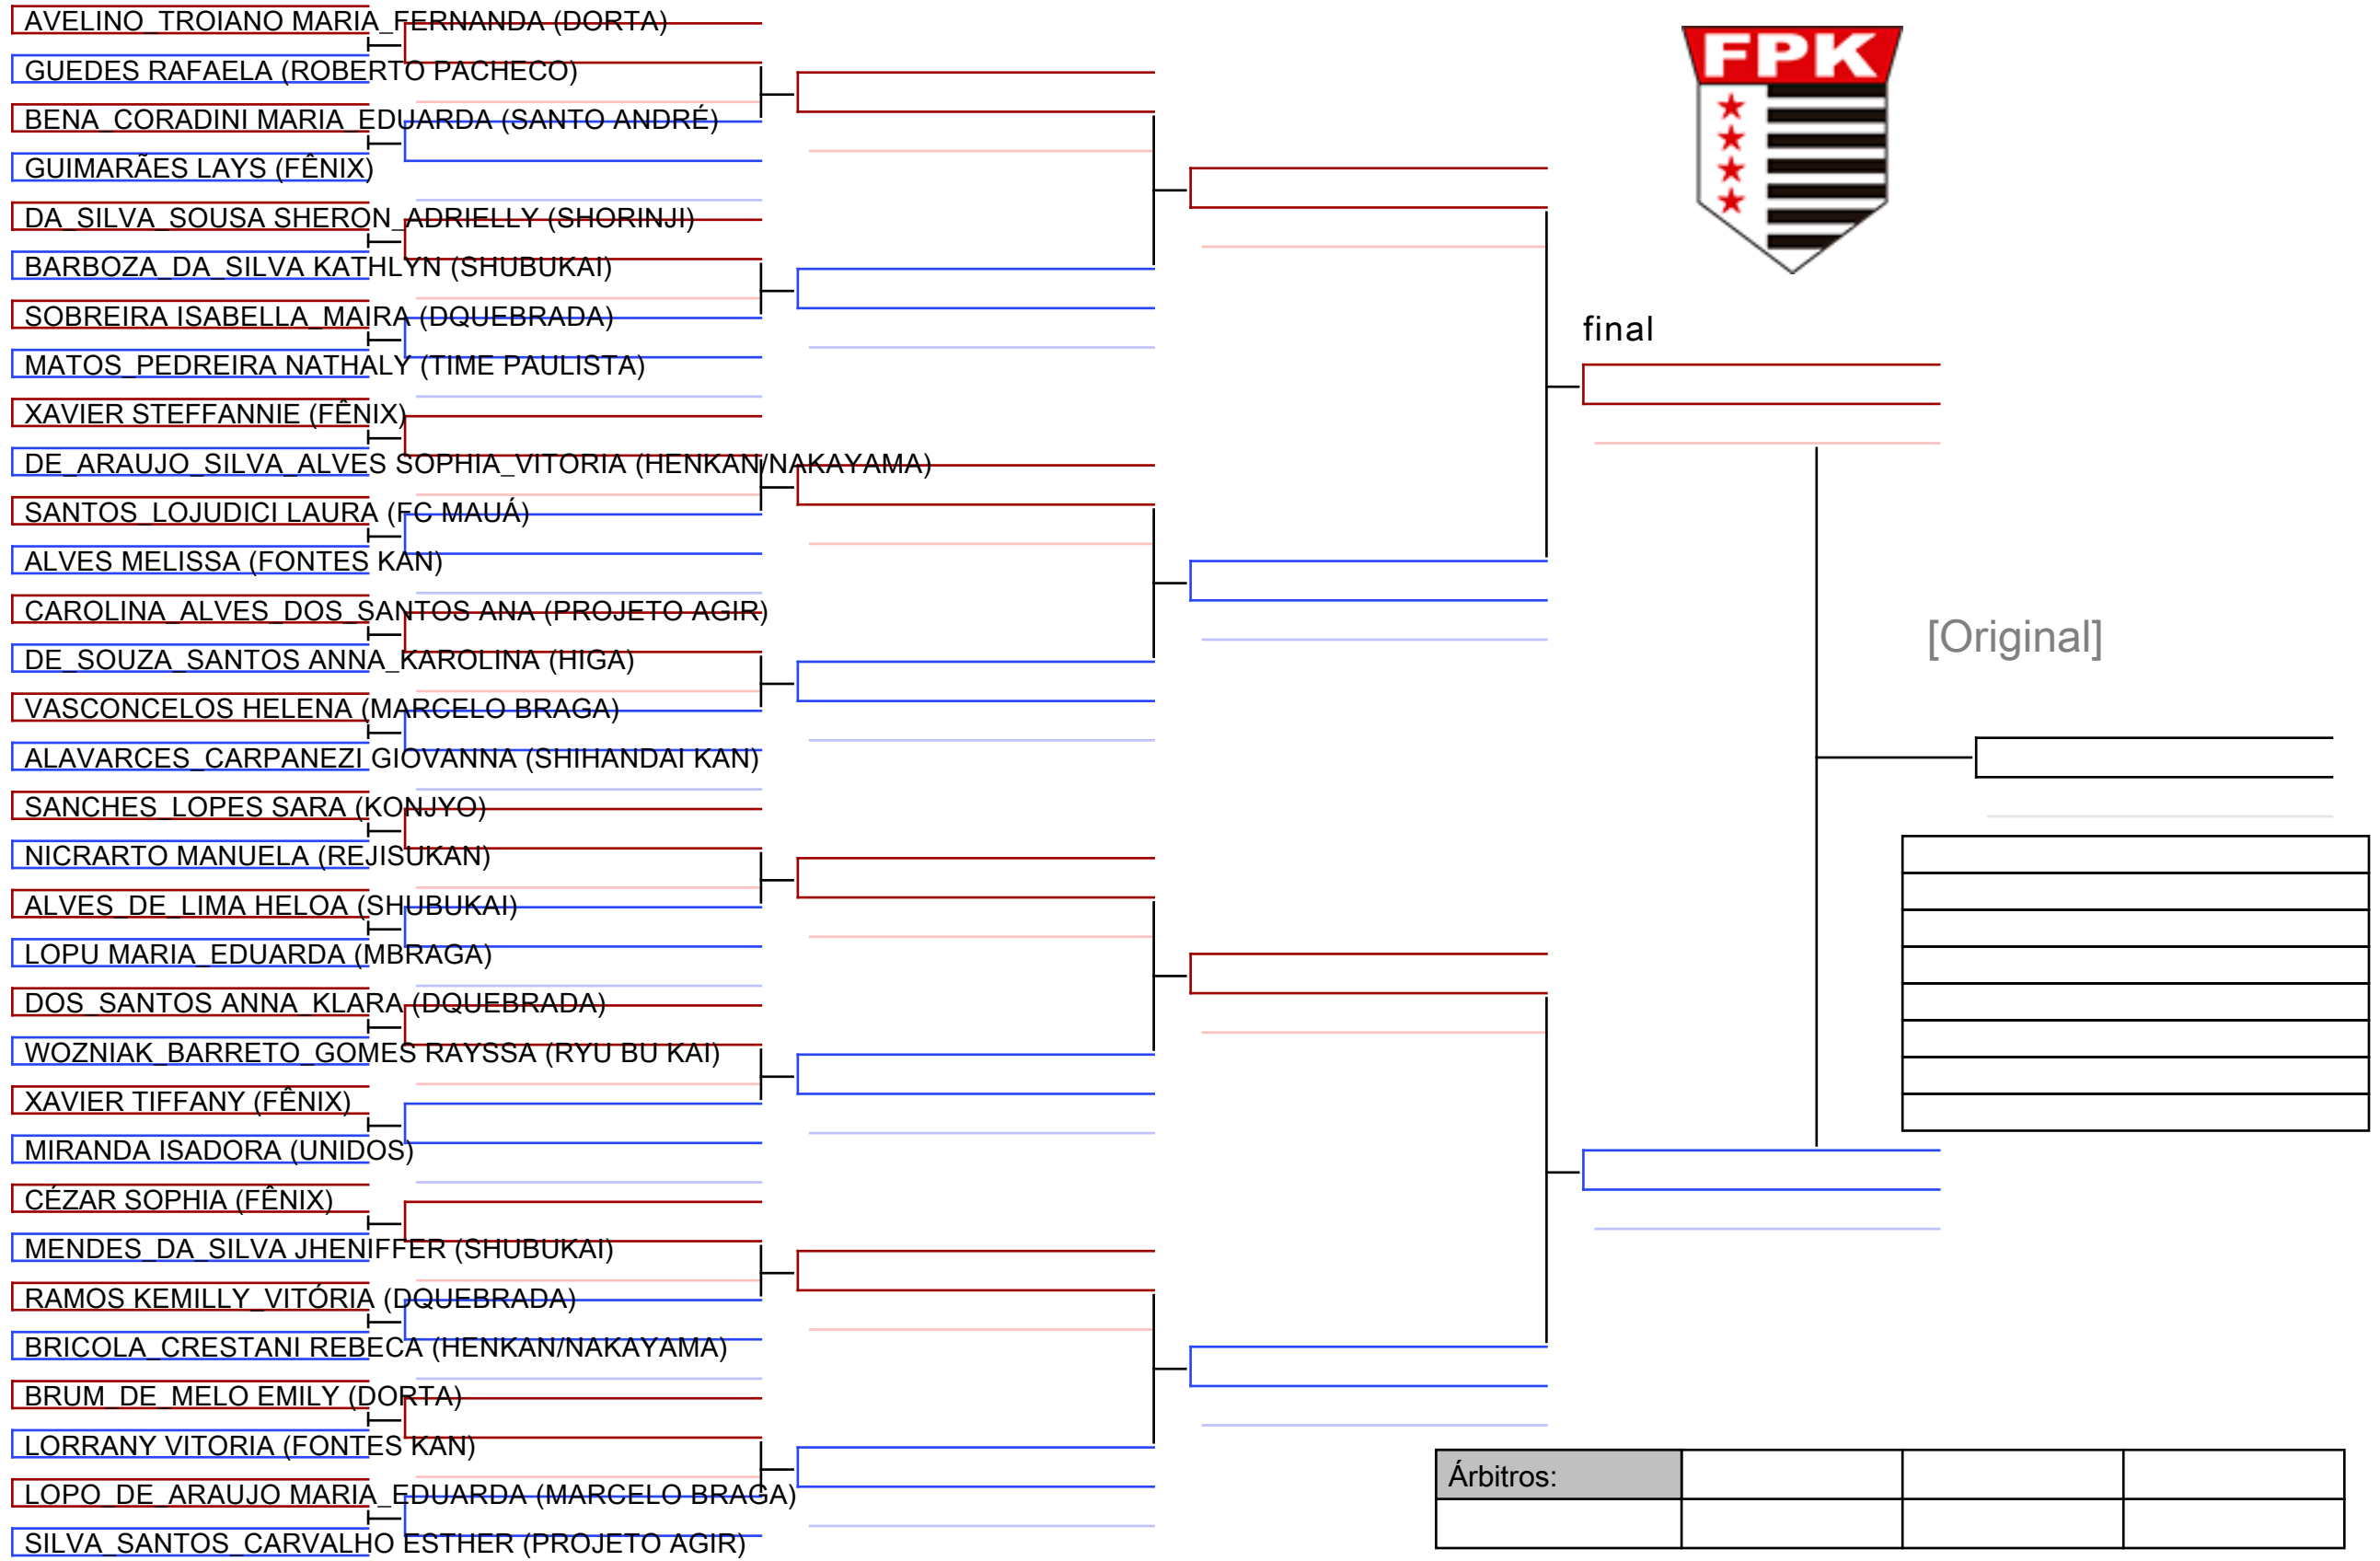 AVELINO_TROIANO MARIA_FERNANDA (DORTA)
GUEDES RAFAELA (ROBERTO PACHECO)
BENA_CORADINI MARIA_EDUARDA (SANTO ANDRÉ)
GUIMARÃES LAYS (FÊNIX)
DA_SILVA_SOUSA SHERON_ADRIELLY (SHORINJI)
BARBOZA_DA_SILVA KATHLYN (SHUBUKAI)
SOBREIRA ISABELLA_MAIRA (DQUEBRADA)
MATOS_PEDREIRA NATHALY (TIME PAULISTA)
XAVIER STEFFANNIE (FÊNIX)
DE_ARAUJO_SILVA_ALVES SOPHIA_VITORIA (HENKAN/NAKAYAMA)
SANTOS_LOJUDICI LAURA (FC MAUÁ)
ALVES MELISSA (FONTES KAN)
CAROLINA_ALVES_DOS_SANTOS ANA (PROJETO AGIR)
DE_SOUZA_SANTOS ANNA_KAROLINA (HIGA)
VASCONCELOS HELENA (MARCELO BRAGA)
ALAVARCES_CARPANEZI GIOVANNA (SHIHANDAI KAN)
SANCHES_LOPES SARA (KONJYO)
NICRARTO MANUELA (REJISUKAN)
ALVES_DE_LIMA HELOA (SHUBUKAI)
LOPU MARIA_EDUARDA (MBRAGA)
DOS_SANTOS ANNA_KLARA (DQUEBRADA)
WOZNIAK_BARRETO_GOMES RAYSSA (RYU BU KAI)
XAVIER TIFFANY (FÊNIX)
MIRANDA ISADORA (UNIDOS)
CÉZAR SOPHIA (FÊNIX)
MENDES_DA_SILVA JHENIFFER (SHUBUKAI)
RAMOS KEMILLY_VITÓRIA (DQUEBRADA)
BRICOLA_CRESTANI REBECA (HENKAN/NAKAYAMA)
BRUM_DE_MELO EMILY (DORTA)
LORRANY VITORIA (FONTES KAN)
LOPO_DE_ARAUJO MARIA_EDUARDA (MARCELO BRAGA)
SILVA_SANTOS_CARVALHO ESTHER (PROJETO AGIR)
FPK
final
[Original]
Árbitros: